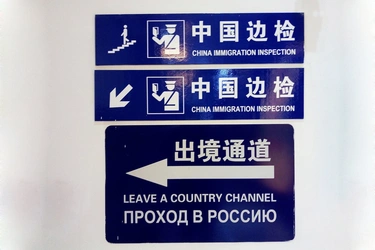 中国边检
CHINA IMMIGRATION INSPECTION
中国边检
CHINA IMMIGRATION INSPECTION
出境通道
LEAVE A COUNTRY CHANNEL
ПРОХОД В РОССИЮ